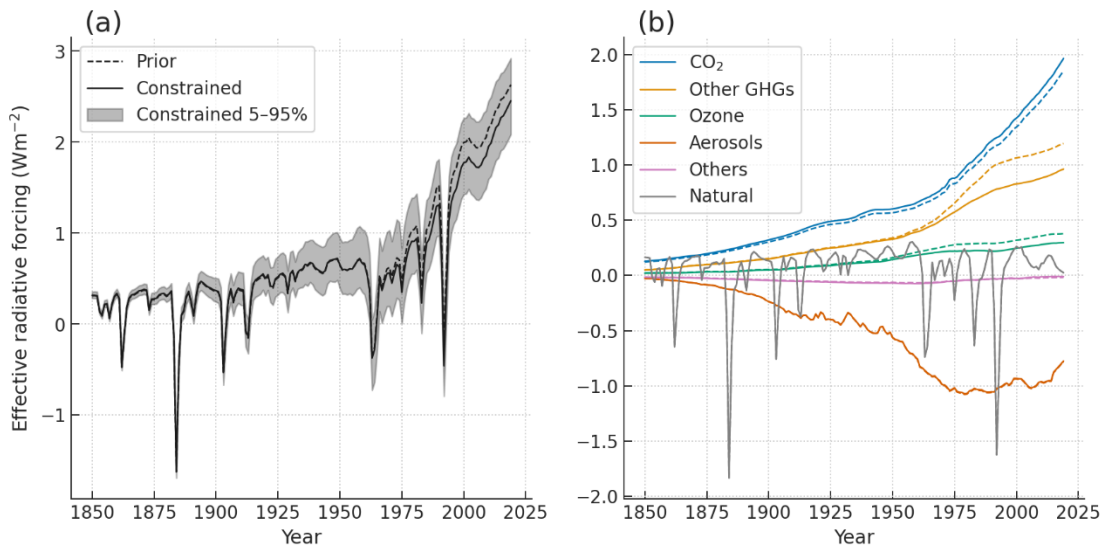 (a)
Effective radiative forcing (Wm⁻²)
3
2
1
0
−1
Prior
Constrained
Constrained 5–95%
1850 1875 1900 1925 1950 1975 2000 2025
Year
(b)
2.0
1.5
1.0
0.5
0.0
−0.5
−1.0
−1.5
−2.0
CO₂
Other GHGs
Ozone
Aerosols
Others
Natural
1850 1875 1900 1925 1950 1975 2000 2025
Year